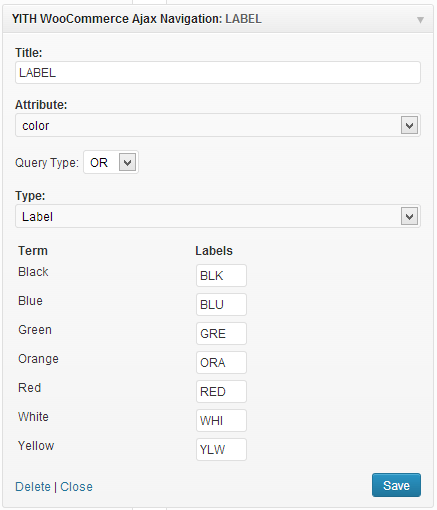 YITH WooCommerce Ajax Navigation: LABEL
Title:
LABEL
Attribute:
color
Query Type: OR
Type:
Label
Term Labels
Black BLK
Blue BLU
Green GRE
Orange ORA
Red RED
White WHI
Yellow YLW
Delete | Close Save